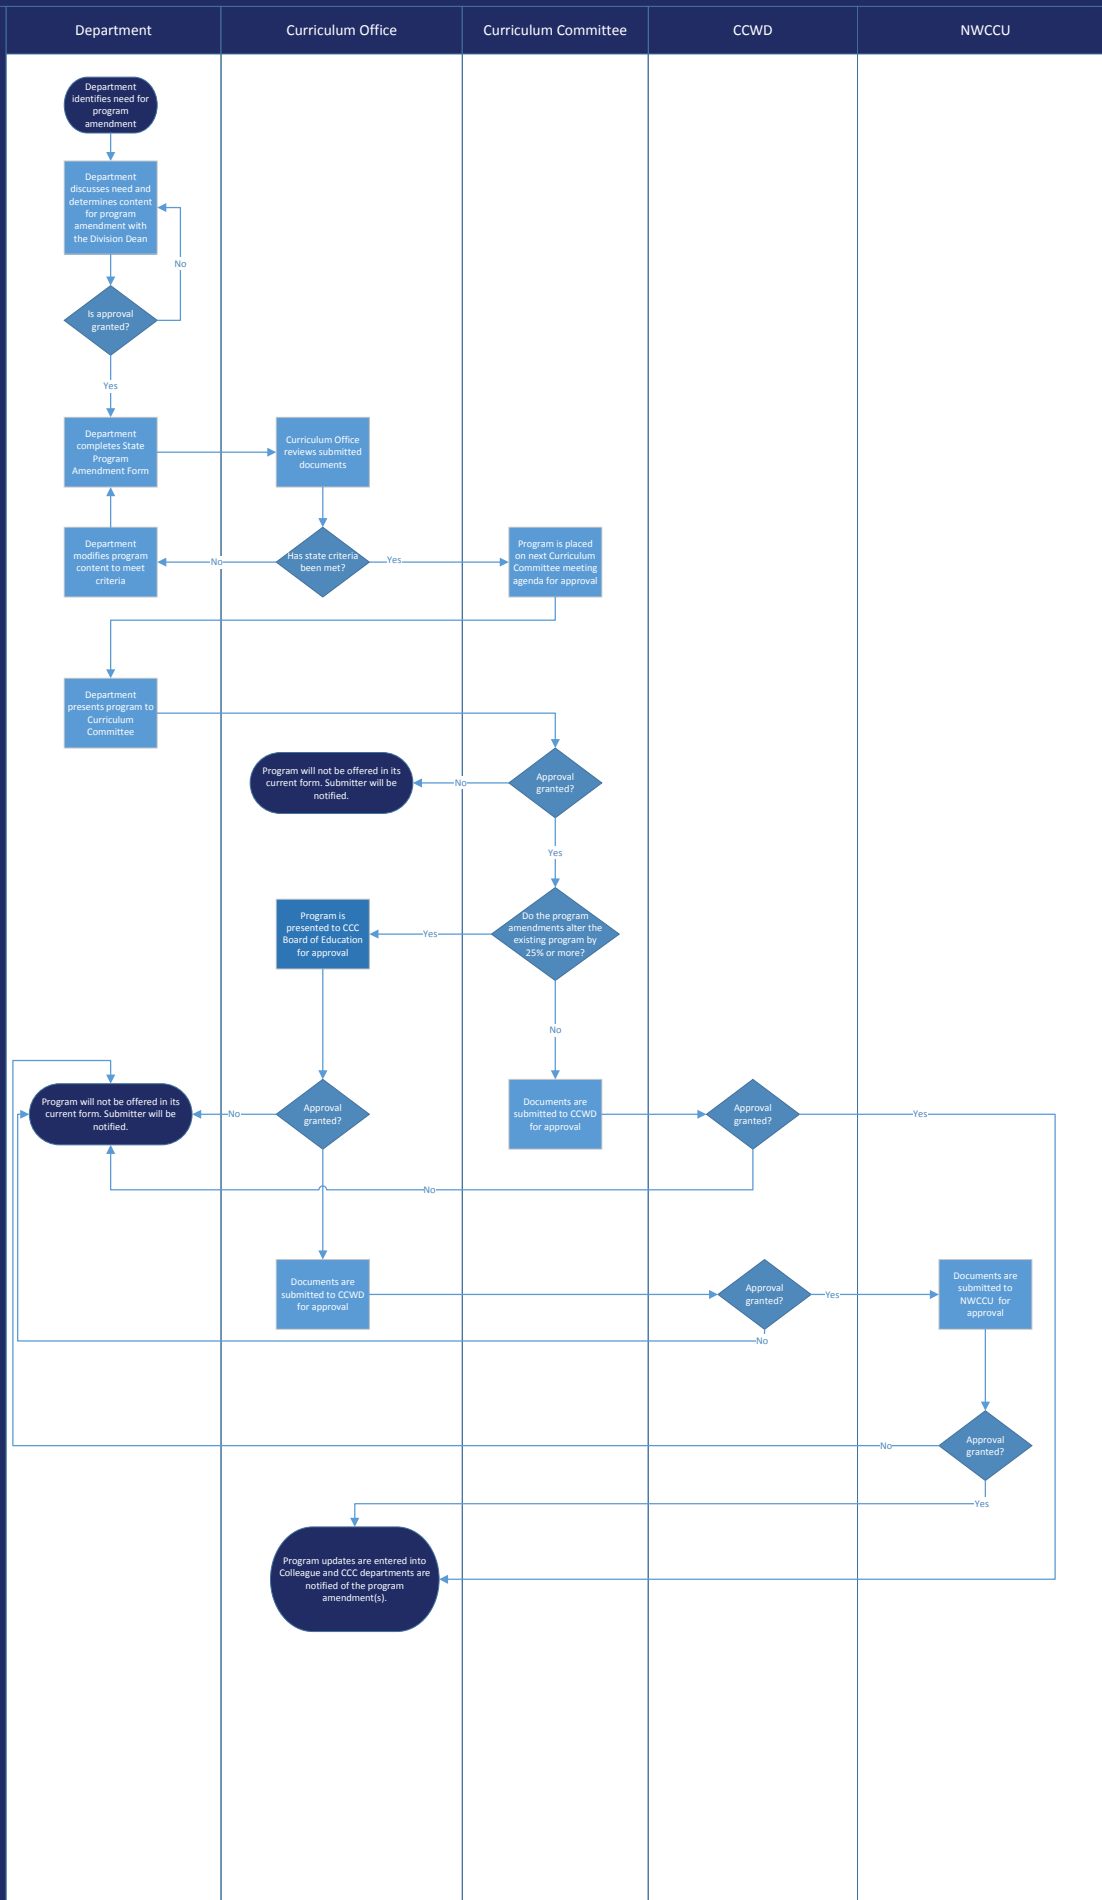 Department
Curriculum Office
Curriculum Committee
CCWD
NWCCU
Department
identifies need for
program
amendment
Department
discusses need and
determines content
for program
amendment with
the Division Dean
No
Is approval
granted?
Yes
Department
completes State
Program
Amendment Form
Curriculum Office
reviews submitted
documents
Department
modifies program
content to meet
criteria
No
Has state criteria
been met?
Yes
Program is placed
on next Curriculum
Committee meeting
agenda for approval
Department
presents program to
Curriculum
Committee
Program will not be offered in its
current form. Submitter will be
notified.
No
Approval
granted?
Yes
Program is
presented to CCC
Board of Education
for approval
Yes
Do the program
amendments alter the
existing program by
25% or more?
No
Program will not be offered in its
current form. Submitter will be
notified.
No
Approval
granted?
Documents are
submitted to CCWD
for approval
Approval
granted?
Yes
No
Documents are
submitted to CCWD
for approval
Approval
granted?
Yes
Documents are
submitted to
NWCCU for
approval
No
No
Approval
granted?
Yes
Program updates are entered into
Colleague and CCC departments are
notified of the program
amendment(s).